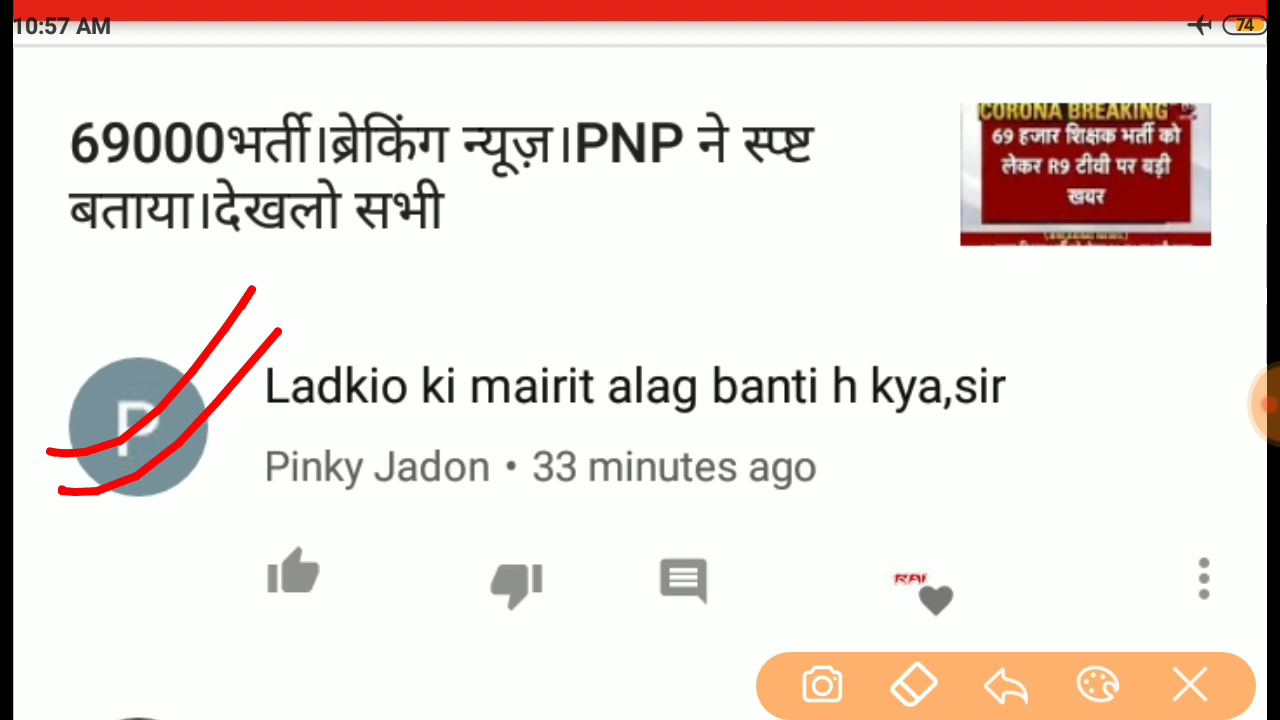 10:57 AM
74
69000भर्ती।ब्रेकिंग न्यूज़।PNP ने स्पष्ट
बताया।देखलो सभी
CORONA BREAKING
69 हजार शिक्षक भर्ती को
लेकर R9 टीवी पर बड़ी
खबर
P
Ladkio ki mairit alag banti h kya,sir
Pinky Jadon • 33 minutes ago
RAI